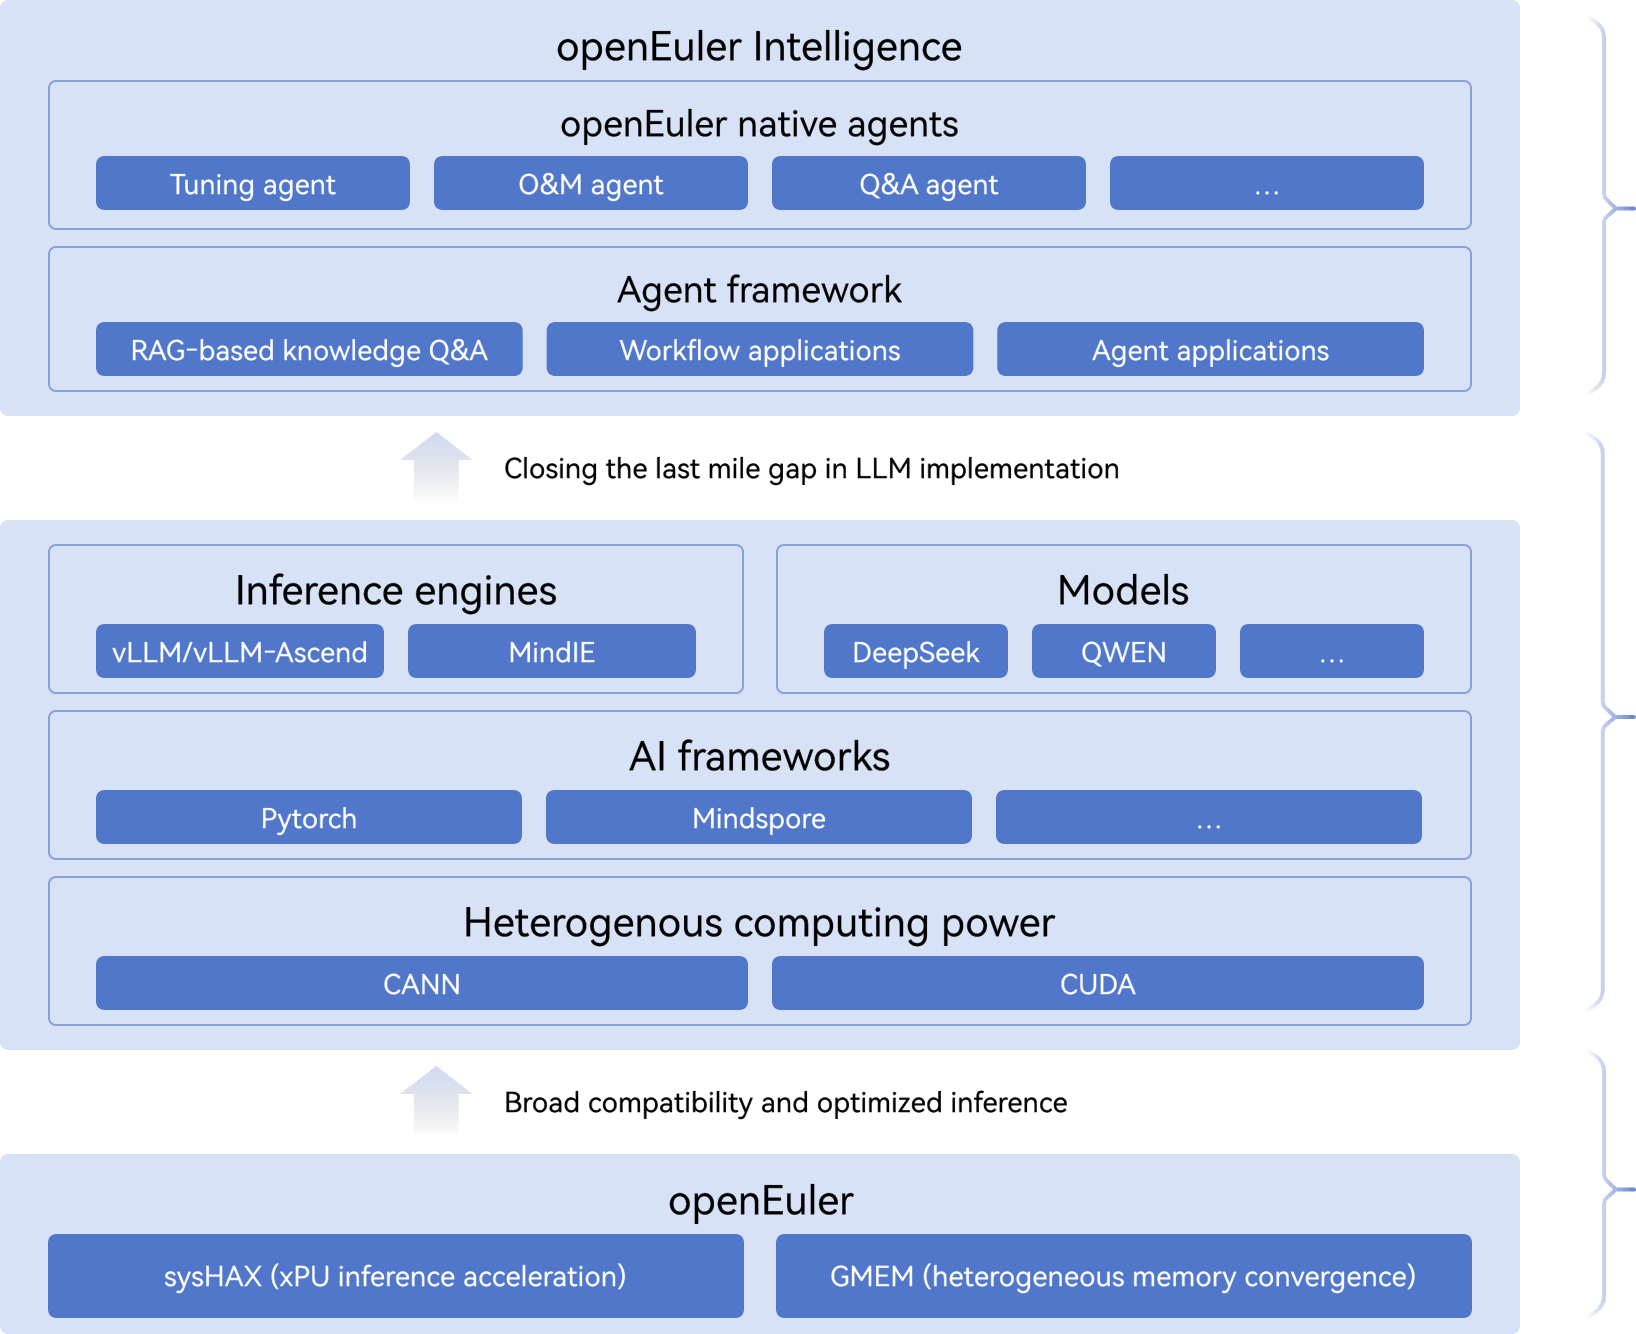 openEuler Intelligence
openEuler native agents
Tuning agent
O&M agent
Q&A agent
...
Agent framework
RAG-based knowledge Q&A
Workflow applications
Agent applications
Closing the last mile gap in LLM implementation
Inference engines
vLLM/vLLM-Ascend
MindIE
Models
DeepSeek
QWEN
...
AI frameworks
Pytorch
Mindspore
...
Heterogenous computing power
CANN
CUDA
Broad compatibility and optimized inference
openEuler
sysHAX (xPU inference acceleration)
GMEM (heterogeneous memory convergence)